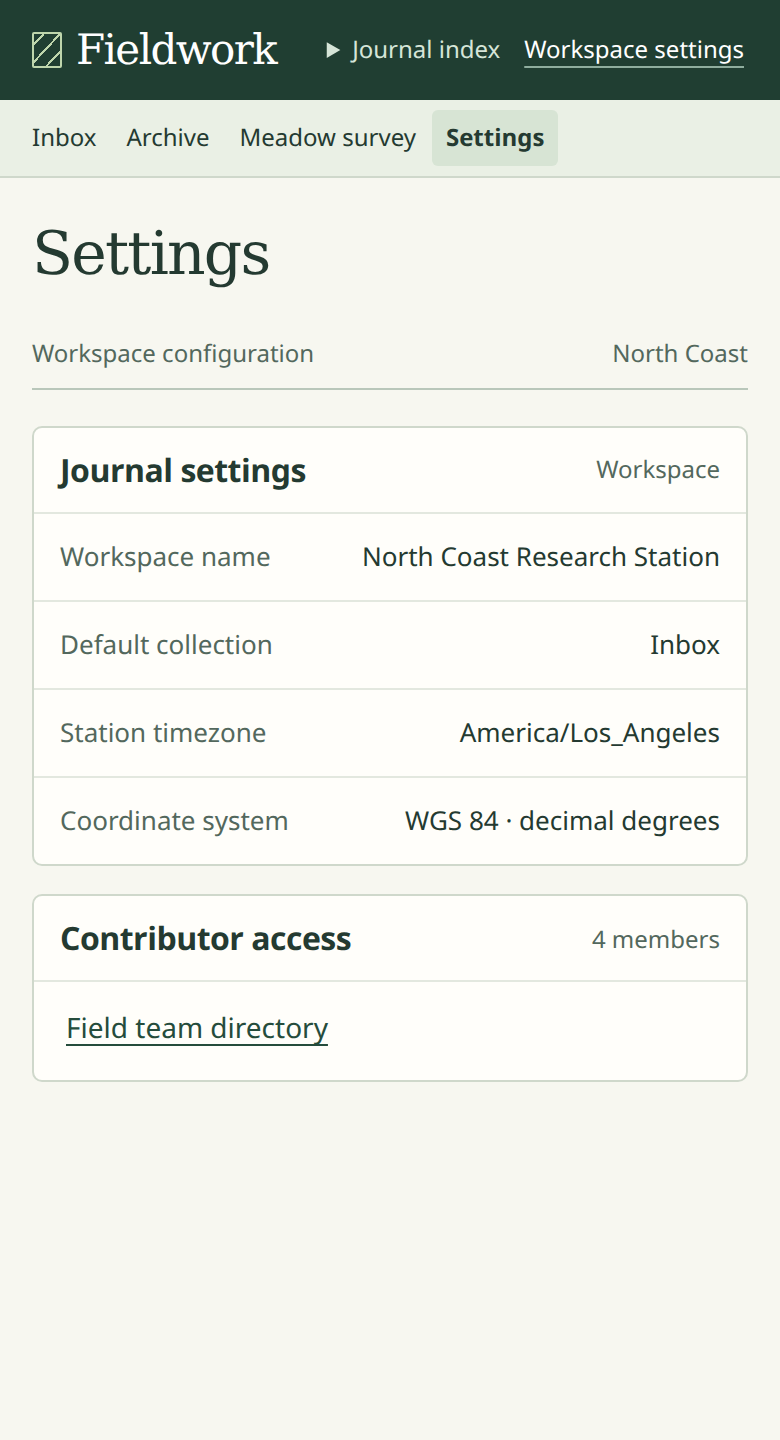 Fieldwork ▶ Journal index Workspace settings
Inbox Archive Meadow survey Settings
Settings
Workspace configuration North Coast
Journal settings Workspace
Workspace name North Coast Research Station
Default collection Inbox
Station timezone America/Los_Angeles
Coordinate system WGS 84 · decimal degrees
Contributor access 4 members
Field team directory